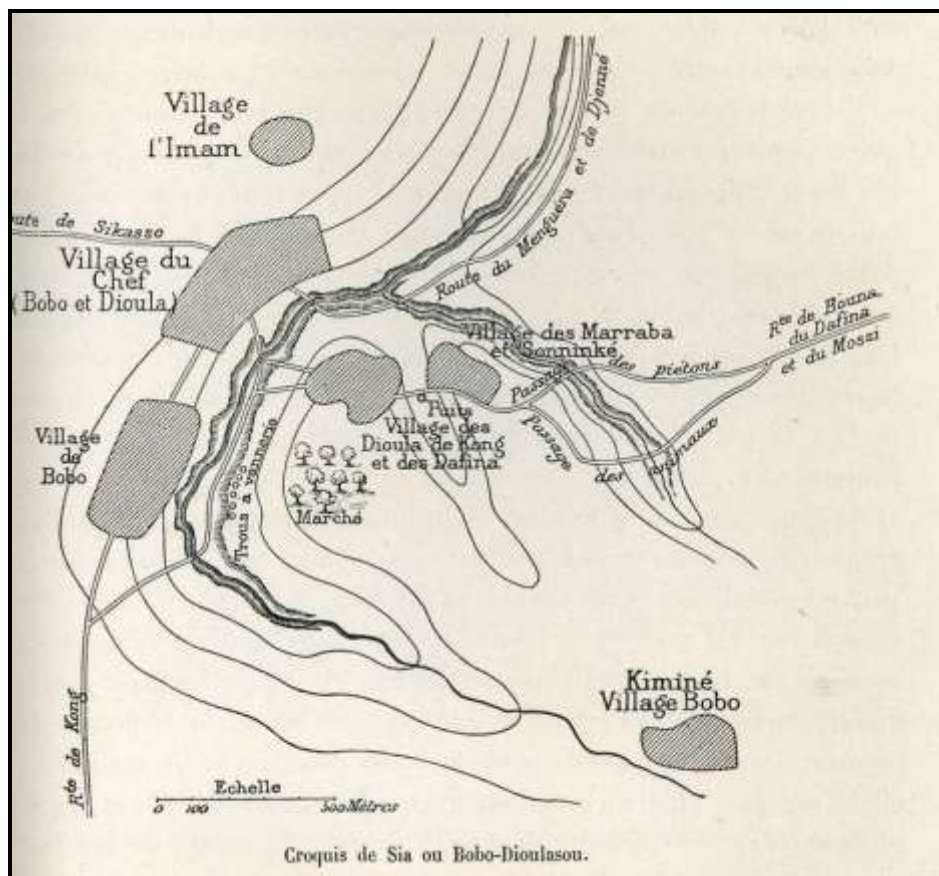 Village
de
l'Imam
Route du Menguéra et de Djenné
oute de Sikasso
Village du
Chef
(Bobo et Dioula)
Rte de Bouna
du Dafina
et du Moszi
Village des Marraba
et Sonninké
Passage des piétons
Passage des animaux
Puits
Village des
Dioula de Kong
et des Dafina
Village
de
Bobo
Marché
Trous a vannerie
Kiminé
Village Bobo
Rte de Kong
Echelle
0 100 500 Mètres
Croquis de Sia ou Bobo-Dioulasou.